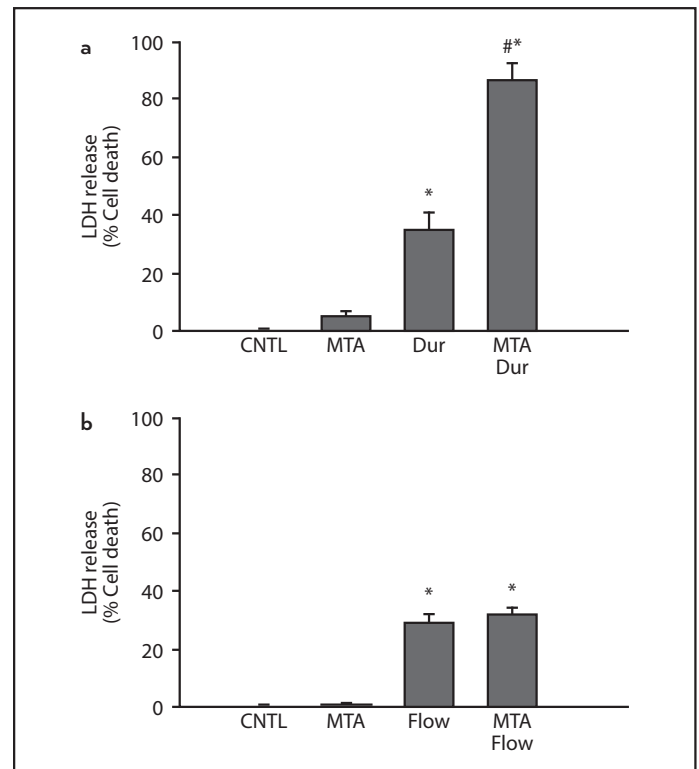 a
LDH release
(% Cell death)
100
80
60
40
20
0
#*
*
CNTL MTA Dur MTA
Dur
b
LDH release
(% Cell death)
100
80
60
40
20
0
* *
CNTL MTA Flow MTA
Flow